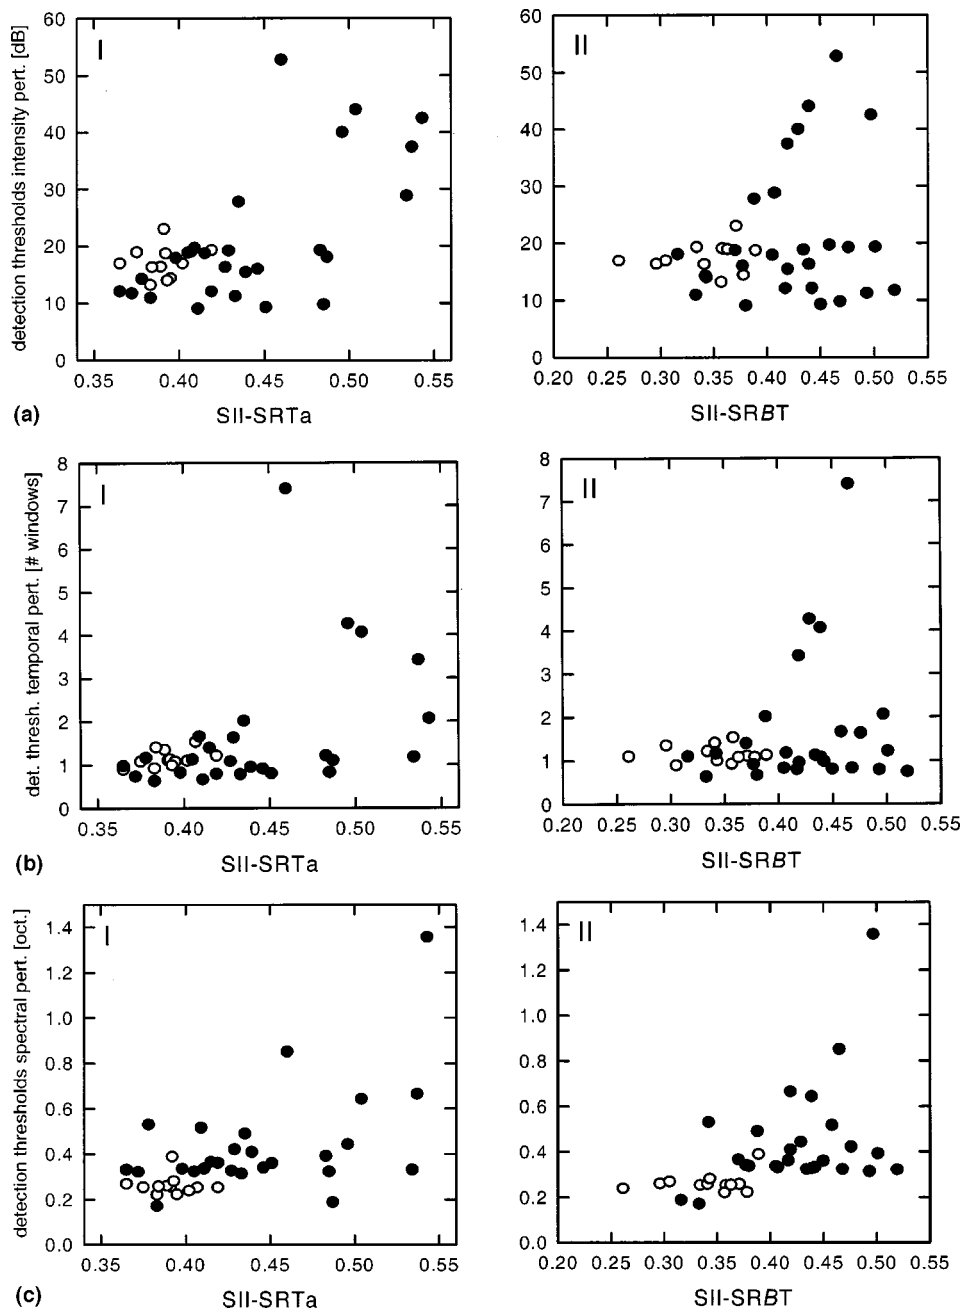 60
50
40
30
20
10
0
detection thresholds intensity pert. [dB]
I
0.35 0.40 0.45 0.50 0.55
(a)
SII-SRTa
60
50
40
30
20
10
0
II
0.20 0.25 0.30 0.35 0.40 0.45 0.50 0.55
SII-SRBT
8
7
6
5
4
3
2
1
0
det. thresh. temporal pert. [# windows]
I
0.35 0.40 0.45 0.50 0.55
(b)
SII-SRTa
8
7
6
5
4
3
2
1
0
II
0.20 0.25 0.30 0.35 0.40 0.45 0.50 0.55
SII-SRBT
1.4
1.2
1.0
0.8
0.6
0.4
0.2
0.0
detection thresholds spectral pert. [oct.]
I
0.35 0.40 0.45 0.50 0.55
(c)
SII-SRTa
1.4
1.2
1.0
0.8
0.6
0.4
0.2
0.0
II
0.20 0.25 0.30 0.35 0.40 0.45 0.50 0.55
SII-SRBT